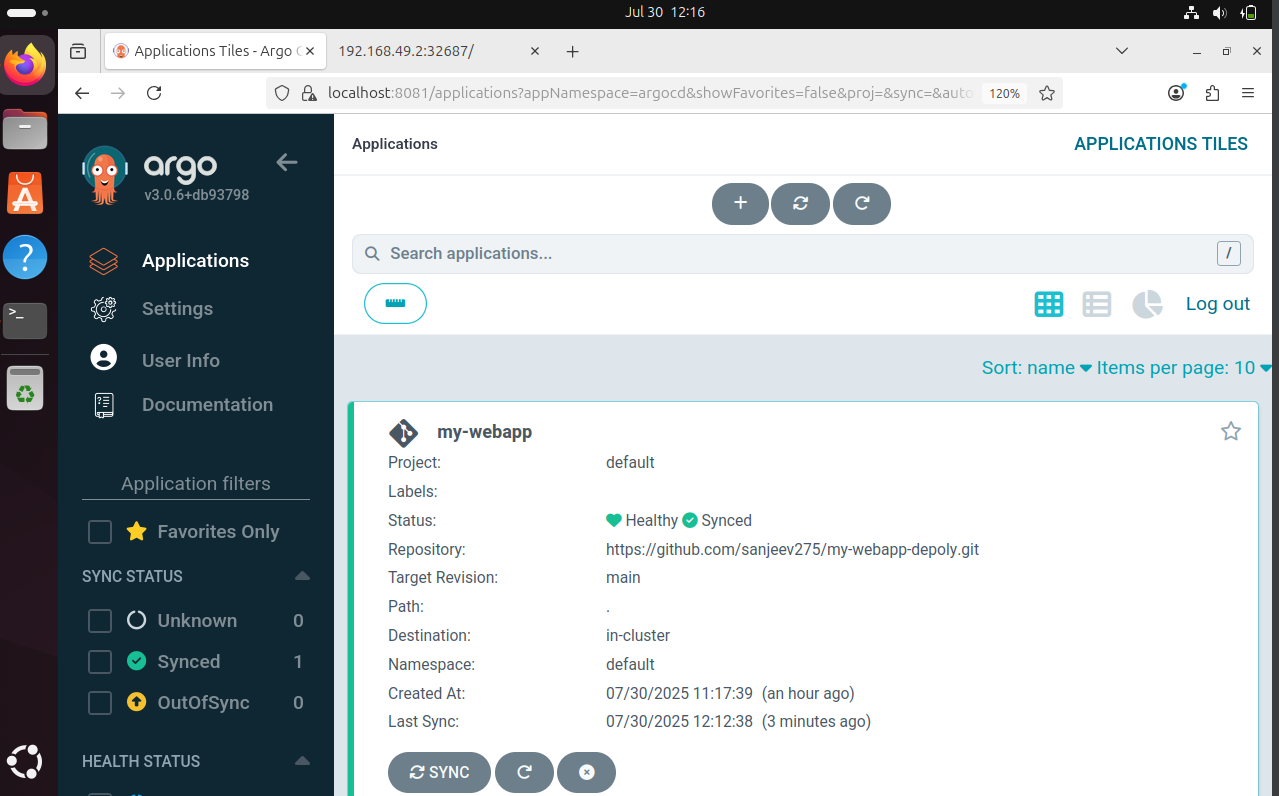 Jul 30 12:16
Applications Tiles - Argo C
192.168.49.2:32687/
localhost:8081/applications?appNamespace=argocd&showFavorites=false&proj=&sync=&auto
120%
argo
v3.0.6+db93798
Applications
Settings
User Info
Documentation
Application filters
Favorites Only
SYNC STATUS
Unknown 0
Synced 1
OutOfSync 0
HEALTH STATUS
Applications
APPLICATIONS TILES
Search applications...
/
Log out
Sort: name
Items per page: 10
my-webapp
Project: default
Labels:
Status: Healthy Synced
Repository: https://github.com/sanjeev275/my-webapp-depoly.git
Target Revision: main
Path: .
Destination: in-cluster
Namespace: default
Created At: 07/30/2025 11:17:39 (an hour ago)
Last Sync: 07/30/2025 12:12:38 (3 minutes ago)
SYNC